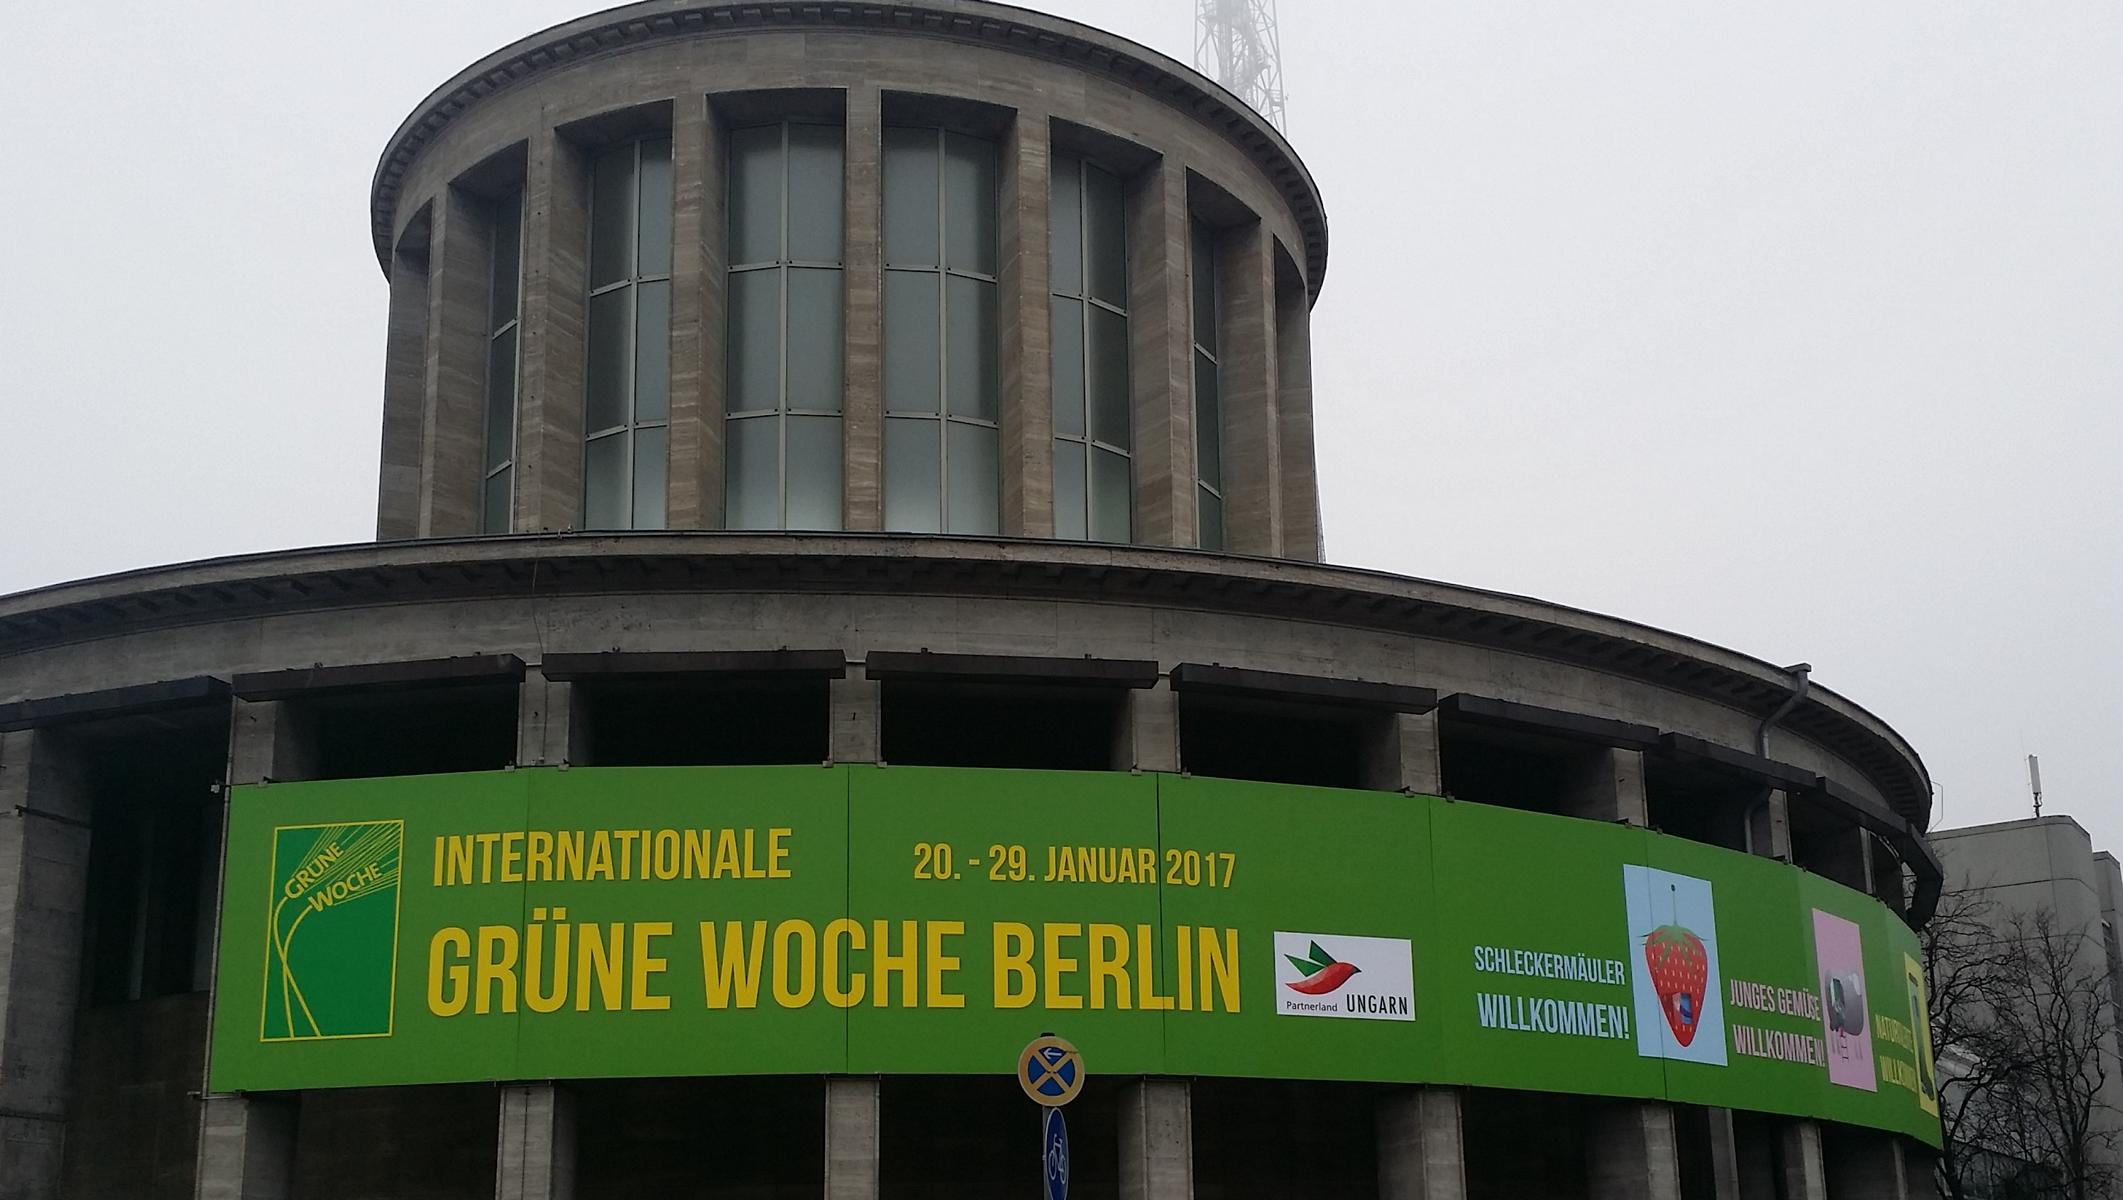 GRÜNE
WOCHE
INTERNATIONALE
20. - 29. JANUAR 2017
GRÜNE WOCHE BERLIN
Partnerland UNGARN
SCHLECKERMÄULER
WILLKOMMEN!
JUNGES GEMÜSE
WILLKOMMEN!